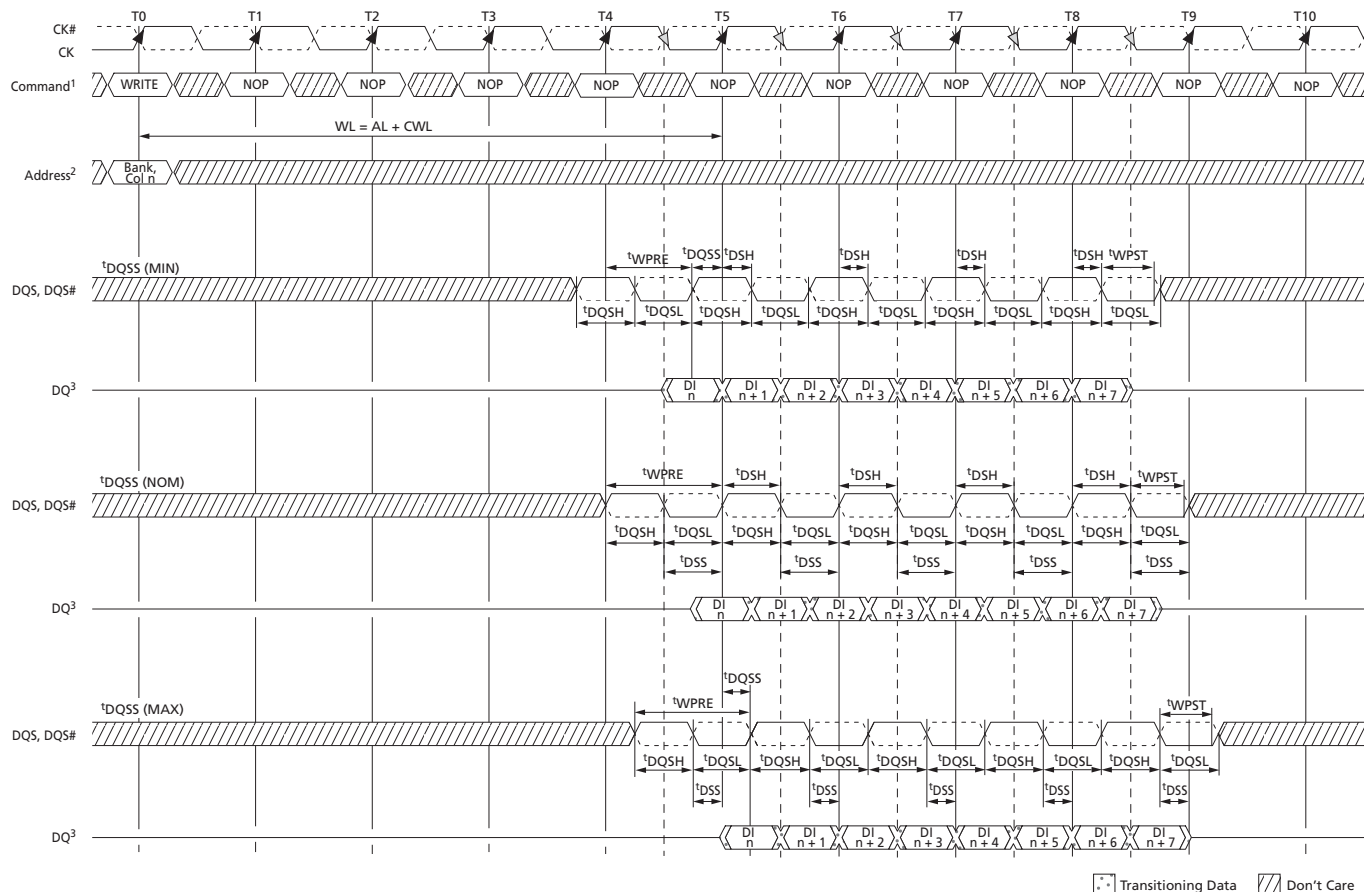 T0 T1 T2 T3 T4 T5 T6 T7 T8 T9 T10
CK#
CK
Command1 WRITE NOP NOP NOP NOP NOP NOP NOP NOP NOP NOP
WL = AL + CWL
Address2 Bank, Col n
tDQSS (MIN) tWPRE tDQSS tDSH tDSH tDSH tDSH tWPST
DQS, DQS#
tDQSH tDQSL tDQSH tDQSL tDQSH tDQSL tDQSH tDQSL tDQSH tDQSL
DQ3 DI n DI n + 1 DI n + 2 DI n + 3 DI n + 4 DI n + 5 DI n + 6 DI n + 7
tDQSS (NOM) tWPRE tDSH tDSH tDSH tDSH tWPST
DQS, DQS#
tDQSH tDQSL tDQSH tDQSL tDQSH tDQSL tDQSH tDQSL tDQSH tDQSL
tDSS tDSS tDSS tDSS tDSS
DQ3 DI n DI n + 1 DI n + 2 DI n + 3 DI n + 4 DI n + 5 DI n + 6 DI n + 7
tDQSS
tDQSS (MAX) tWPRE tWPST
DQS, DQS#
tDQSH tDQSL tDQSH tDQSL tDQSH tDQSL tDQSH tDQSL tDQSH tDQSL
tDSS tDSS tDSS tDSS tDSS
DQ3 DI n DI n + 1 DI n + 2 DI n + 3 DI n + 4 DI n + 5 DI n + 6 DI n + 7
Transitioning Data Don't Care